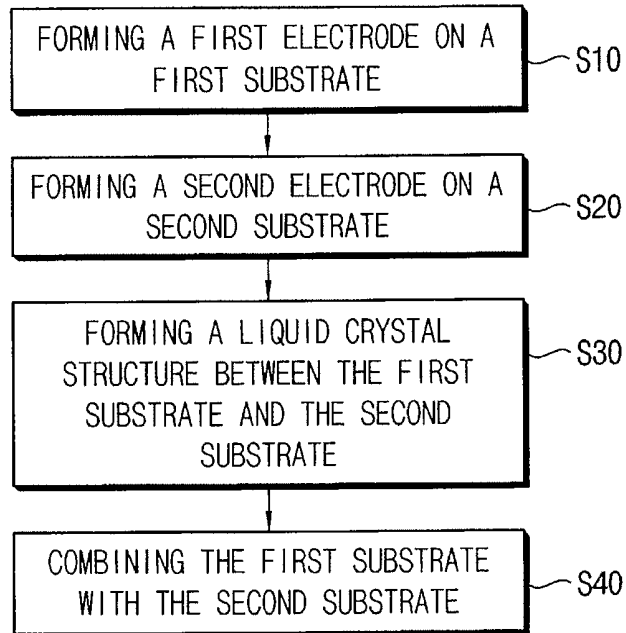 FORMING A FIRST ELECTRODE ON A
FIRST SUBSTRATE
S10
FORMING A SECOND ELECTRODE ON A
SECOND SUBSTRATE
S20
FORMING A LIQUID CRYSTAL
STRUCTURE BETWEEN THE FIRST
SUBSTRATE AND THE SECOND
SUBSTRATE
S30
COMBINING THE FIRST SUBSTRATE
WITH THE SECOND SUBSTRATE
S40